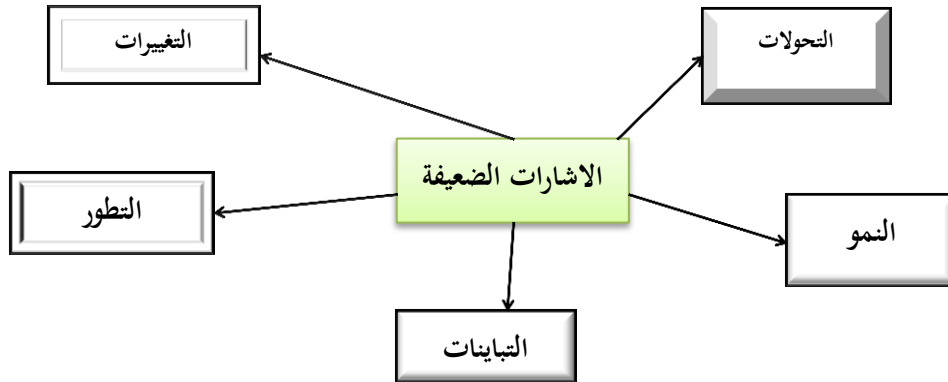 التحولات
التغييرات
الاشارات الضعيفة
النمو
التطور
التباينات